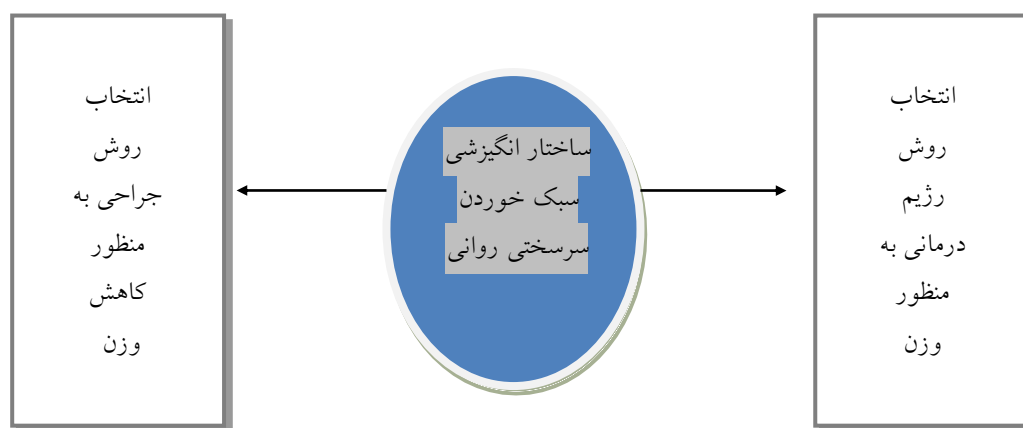 انتخاب
روش
رژیم
درمانی به
منظور
وزن
ساختار انگیزشی
سبک خوردن
سرسختی روانی
انتخاب
روش
جراحی به
منظور
کاهش
وزن